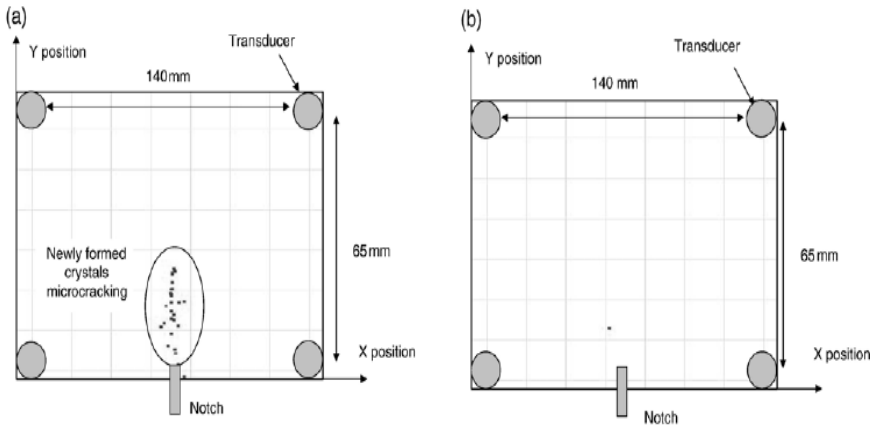 (a)
Y position
Transducer
140mm
65mm
Newly formed
crystals
microcracking
X position
Notch
(b)
Y position
Transducer
140 mm
65mm
X position
Notch